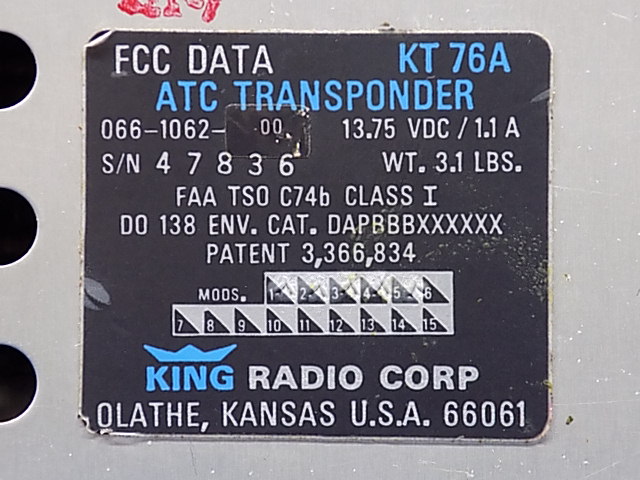 FCC DATA KT 76A
ATC TRANSPONDER
066-1062- 00 13.75 VDC / 1.1 A
S/N 47836 WT. 3.1 LBS.
FAA TSO C74b CLASS I
DO 138 ENV. CAT. DAPBBBXXXXXX
PATENT 3,366,834
MODS. 1 2 3 4 5 6
7 8 9 10 11 12 13 14 15
KING RADIO CORP
OLATHE, KANSAS U.S.A. 66061